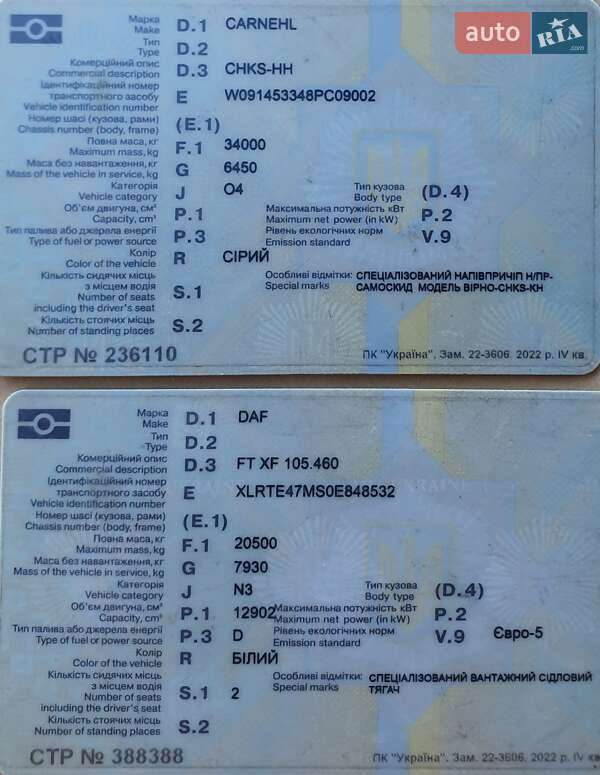 auto RIA .com
Марка
Make D.1 CARNEHL
Тип
Type D.2
Комерційний опис
Commercial description D.3 CHKS-HH
Ідентифікаційний номер
транспортного засобу
Vehicle identification number E W091453348PC09002
Номер шасі (кузова, рами)
Chassis number (body, frame) (E.1)
Повна маса, кг
Maximum mass, kg F.1 34000
Маса без навантаження, кг
Mass of the vehicle in service, kg G 6450
Категорія
Vehicle category J O4
Тип кузова
Body type (D.4)
Об'єм двигуна, см³
Capacity, cm³ P.1
Максимальна потужність кВт
Maximum net power (in kW) P.2
Тип палива або джерела енергії
Type of fuel or power source P.3
Рівень екологічних норм
Emission standard V.9
Колір
Color of the vehicle R СІРИЙ
Кількість сидячих місць
з місцем водія
Number of seats
including the driver's seat S.1
Особливі відмітки: СПЕЦІАЛІЗОВАНИЙ НАПІВПРИЧІП Н/ПР-
Special marks САМОСКИД МОДЕЛЬ ВІРНО-CHKS-KH
Кількість стоячих місць
Number of standing places S.2
СТР № 236110
ПК "Україна". Зам. 22-3606. 2022 р. IV кв.
Марка
Make D.1 DAF
Тип
Type D.2
Комерційний опис
Commercial description D.3 FT XF 105.460
Ідентифікаційний номер
транспортного засобу
Vehicle identification number E XLRTE47MS0E848532
Номер шасі (кузова, рами)
Chassis number (body, frame) (E.1)
Повна маса, кг
Maximum mass, kg F.1 20500
Маса без навантаження, кг
Mass of the vehicle in service, kg G 7930
Категорія
Vehicle category J N3
Тип кузова
Body type (D.4)
Об'єм двигуна, см³
Capacity, cm³ P.1 12902
Максимальна потужність кВт
Maximum net power (in kW) P.2
Тип палива або джерела енергії
Type of fuel or power source P.3 D
Рівень екологічних норм
Emission standard V.9 Євро-5
Колір
Color of the vehicle R БІЛИЙ
Кількість сидячих місць
з місцем водія
Number of seats
including the driver's seat S.1 2
Особливі відмітки: СПЕЦІАЛІЗОВАНИЙ ВАНТАЖНИЙ СІДЛОВИЙ
Special marks ТЯГАЧ
Кількість стоячих місць
Number of standing places S.2
СТР № 388388
ПК "Україна". Зам. 22-3606. 2022 р. IV кв